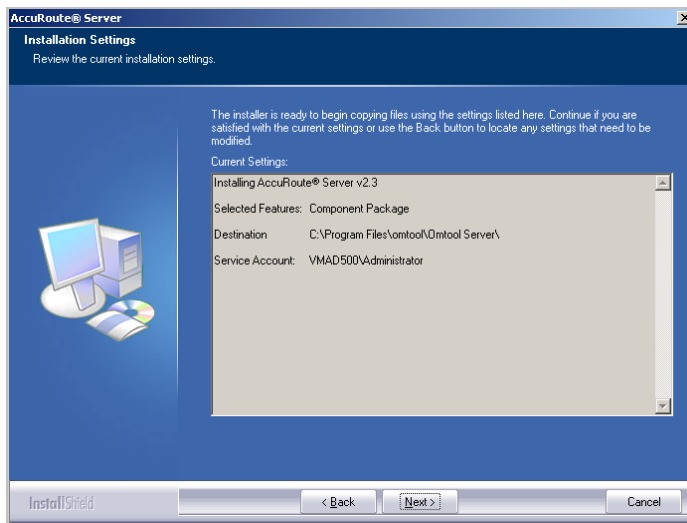 AccuRoute® Server
Installation Settings
Review the current installation settings.
The installer is ready to begin copying files using the settings listed here. Continue if you are
satisfied with the current settings or use the Back button to locate any settings that need to be
modified.
Current Settings:
Installing AccuRoute® Server v2.3
Selected Features: Component Package
Destination C:\Program Files\omtool\Omtool Server\
Service Account: VMAD500\Administrator
InstallShield
< Back Next > Cancel